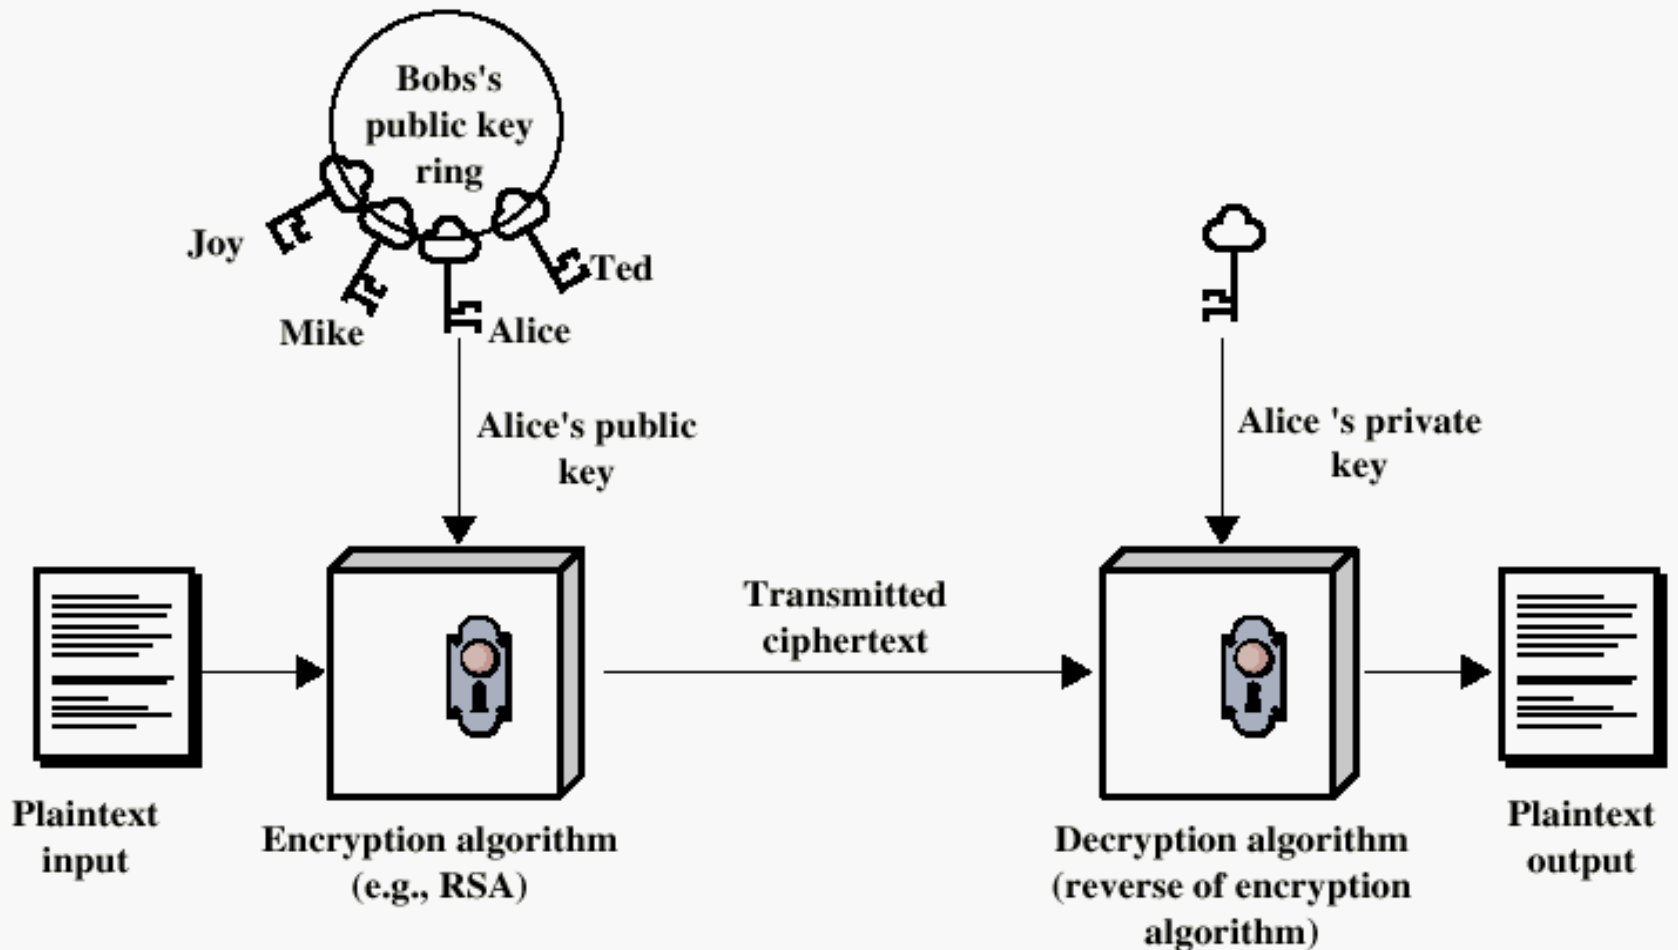 Bobs's
public key
ring
Joy
Ted
Mike
Alice
Alice's public
key
Alice 's private
key
Transmitted
ciphertext
Plaintext
input
Encryption algorithm
(e.g., RSA)
Decryption algorithm
(reverse of encryption
algorithm)
Plaintext
output